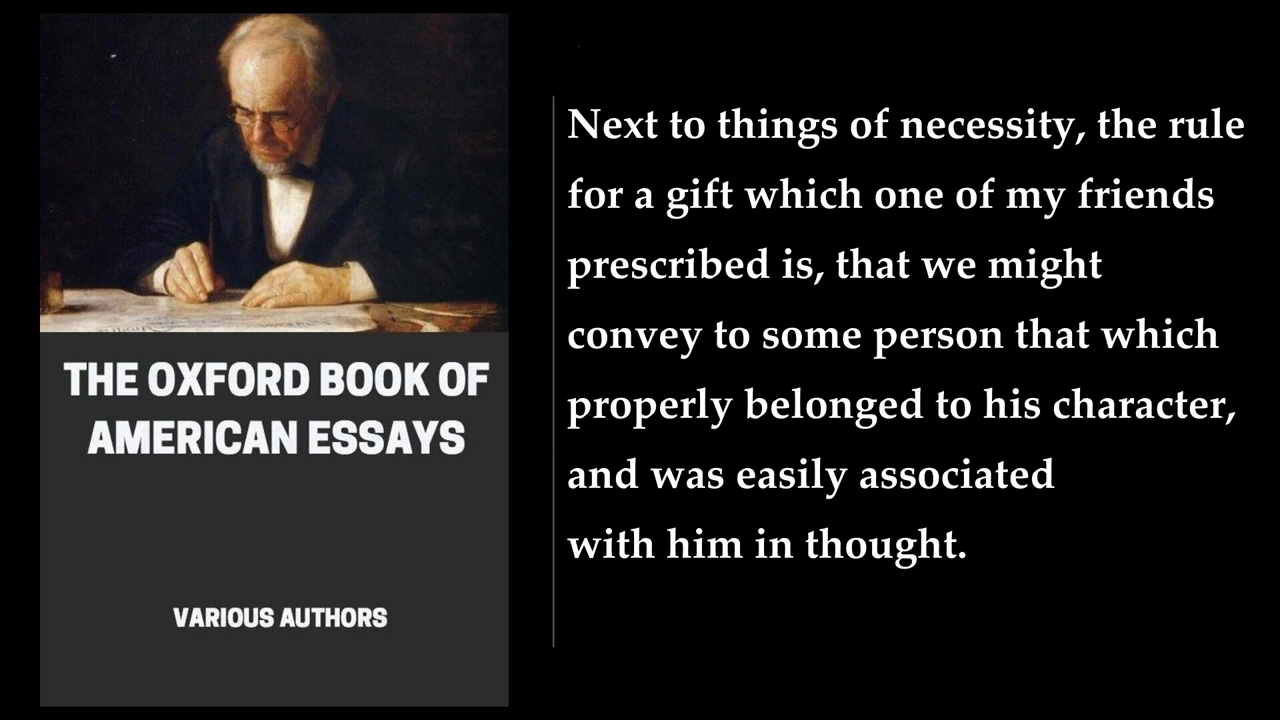 THE OXFORD BOOK OF
AMERICAN ESSAYS
VARIOUS AUTHORS
Next to things of necessity, the rule
for a gift which one of my friends
prescribed is, that we might
convey to some person that which
properly belonged to his character,
and was easily associated
with him in thought.